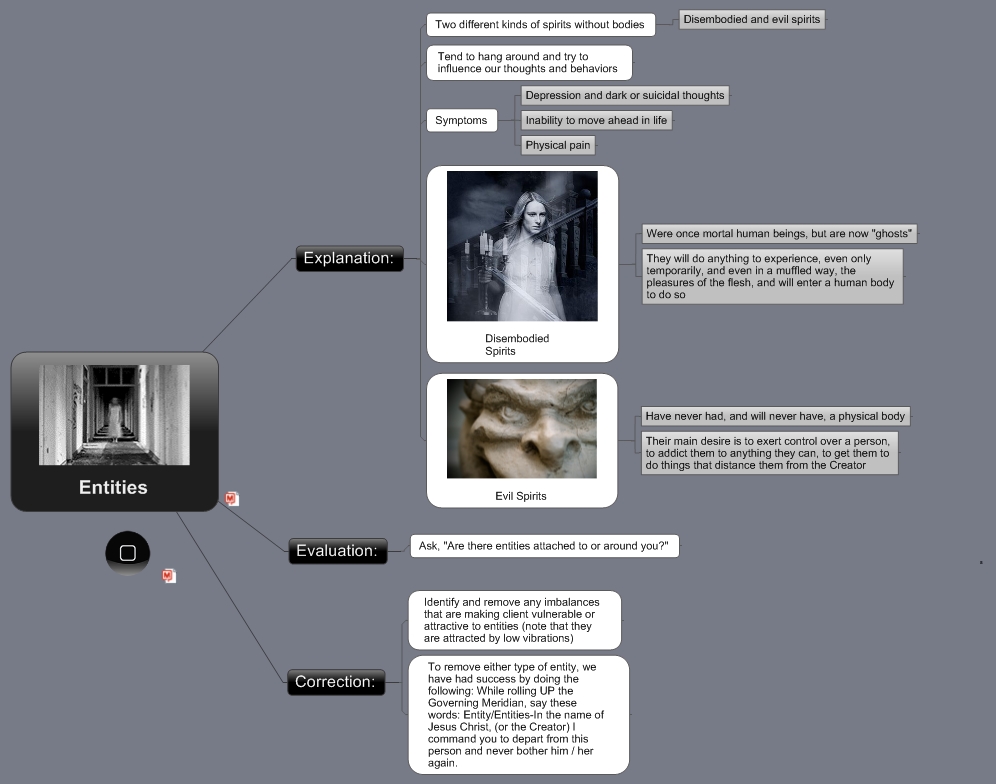 Two different kinds of spirits without bodies
Disembodied and evil spirits
Tend to hang around and try to
influence our thoughts and behaviors
Symptoms
Depression and dark or suicidal thoughts
Inability to move ahead in life
Physical pain
Explanation:
Disembodied
Spirits
Were once mortal human beings, but are now "ghosts"
They will do anything to experience, even only
temporarily, and even in a muffled way, the
pleasures of the flesh, and will enter a human body
to do so
Evil Spirits
Have never had, and will never have, a physical body
Their main desire is to exert control over a person,
to addict them to anything they can, to get them to
do things that distance them from the Creator
Entities
Evaluation:
Ask, "Are there entities attached to or around you?"
Correction:
Identify and remove any imbalances
that are making client vulnerable or
attractive to entities (note that they
are attracted by low vibrations)
To remove either type of entity, we
have had success by doing the
following: While rolling UP the
Governing Meridian, say these
words: Entity/Entities-In the name of
Jesus Christ, (or the Creator) I
command you to depart from this
person and never bother him / her
again.